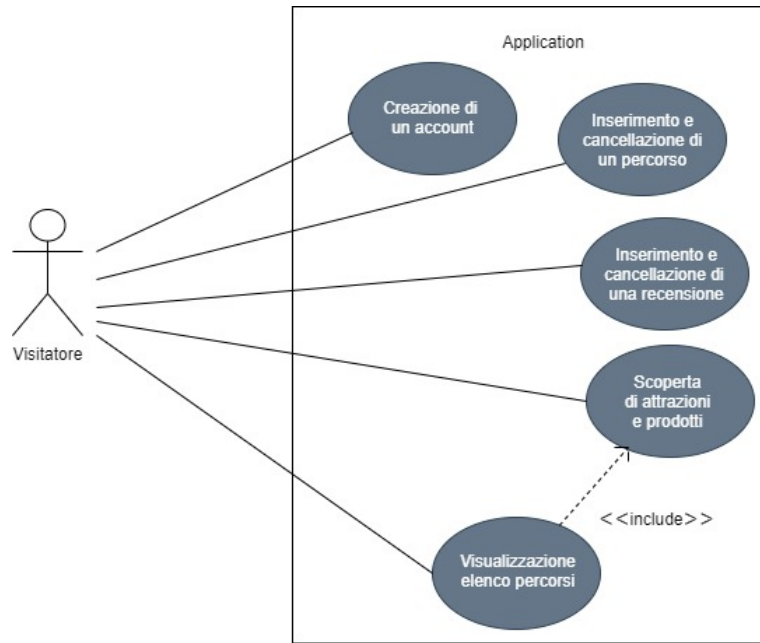 Application
Creazione di
un account
Inserimento e
cancellazione di
un percorso
Inserimento e
cancellazione di
una recensione
Visitatore
Scoperta
di attrazioni
e prodotti
<<include>>
Visualizzazione
elenco percorsi